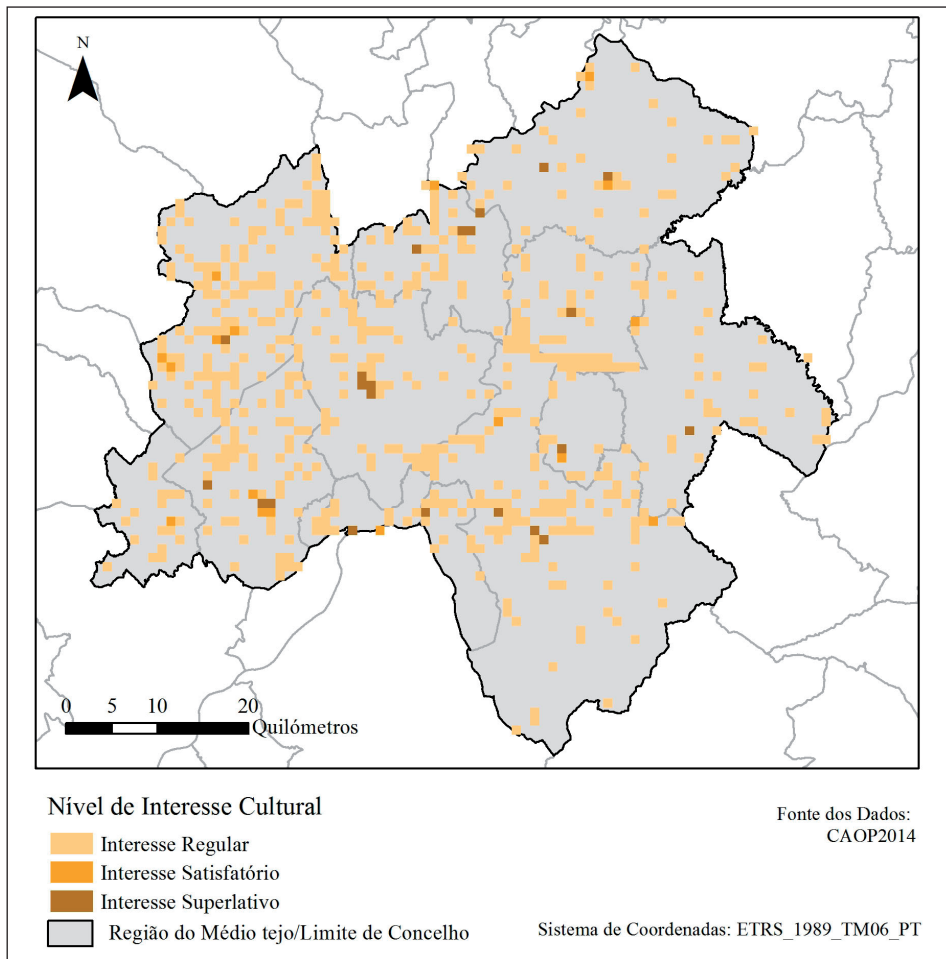 N
0 5 10 20
Quilómetros
Nível de Interesse Cultural
Interesse Regular
Interesse Satisfatório
Interesse Superlativo
Região do Médio tejo/Limite de Concelho
Fonte dos Dados:
CAOP2014
Sistema de Coordenadas: ETRS_1989_TM06_PT